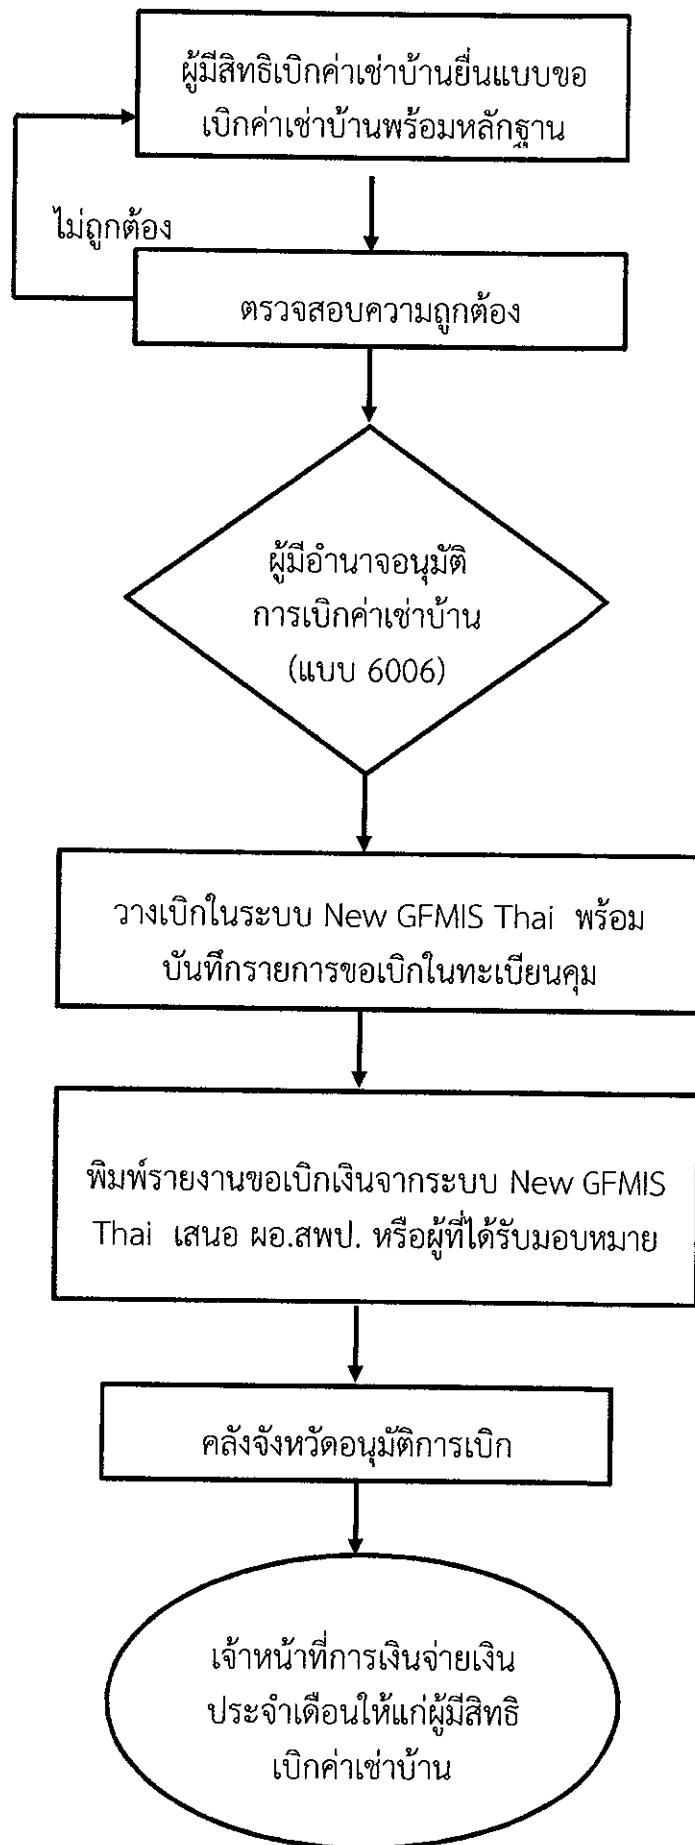 ผู้มีสิทธิเบิกค่าเช่าบ้านยื่นแบบขอ
เบิกค่าเช่าบ้านพร้อมหลักฐาน
ไม่ถูกต้อง
ตรวจสอบความถูกต้อง
ผู้มีอำนาจอนุมัติ
การเบิกค่าเช่าบ้าน
(แบบ 6006)
วางเบิกในระบบ New GFMIS Thai พร้อม
บันทึกรายการขอเบิกในทะเบียนคุม
พิมพ์รายงานขอเบิกเงินจากระบบ New GFMIS
Thai เสนอ ผอ.สพป. หรือผู้ที่ได้รับมอบหมาย
คลังจังหวัดอนุมัติการเบิก
เจ้าหน้าที่การเงินจ่ายเงิน
ประจำเดือนให้แก่ผู้มีสิทธิ
เบิกค่าเช่าบ้าน